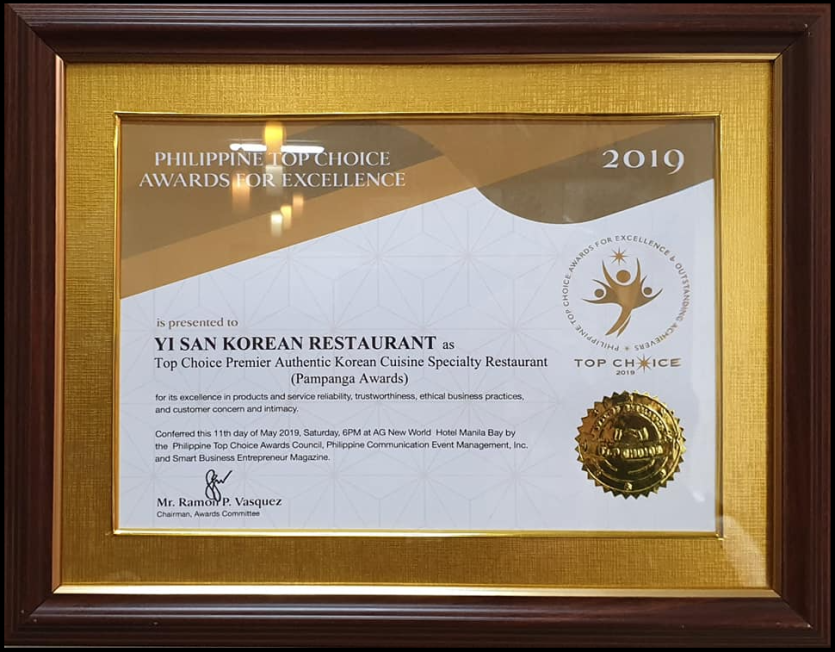 PHILIPPINE TOP CHOICE
AWARDS FOR EXCELLENCE
2019
PHILIPPINE TOP CHOICE AWARDS FOR EXCELLENCE & OUTSTANDING ACHIEVERS
TOP CHOICE
2019
is presented to
YI SAN KOREAN RESTAURANT as
Top Choice Premier Authentic Korean Cuisine Specialty Restaurant
(Pampanga Awards)
for its excellence in products and service reliability, trustworthiness, ethical business practices,
and customer concern and intimacy.
Conferred this 11th day of May 2019, Saturday, 6PM at AG New World Hotel Manila Bay by
the Philippine Top Choice Awards Council, Philippine Communication Event Management, Inc.
and Smart Business Entrepreneur Magazine.
Mr. Ramon P. Vasquez
Chairman, Awards Committee